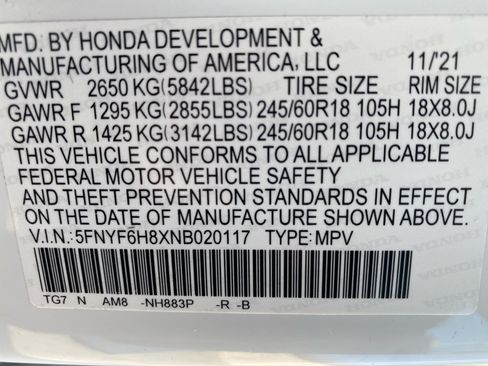 MFD. BY HONDA DEVELOPMENT &
MANUFACTURING OF AMERICA, LLC 11/21
GVWR 2650 KG(5842LBS) TIRE SIZE RIM SIZE
GAWR F 1295 KG(2855LBS) 245/60R18 105H 18X8.0J
GAWR R 1425 KG(3142LBS) 245/60R18 105H 18X8.0J
THIS VEHICLE CONFORMS TO ALL APPLICABLE
FEDERAL MOTOR VEHICLE SAFETY
AND THEFT PREVENTION STANDARDS IN EFFECT
ON THE DATE OF MANUFACTURE SHOWN ABOVE.
V.I.N.:5FNYF6H8XNB020117 TYPE:MPV
TG7 N AM8 -NH883P -R -B